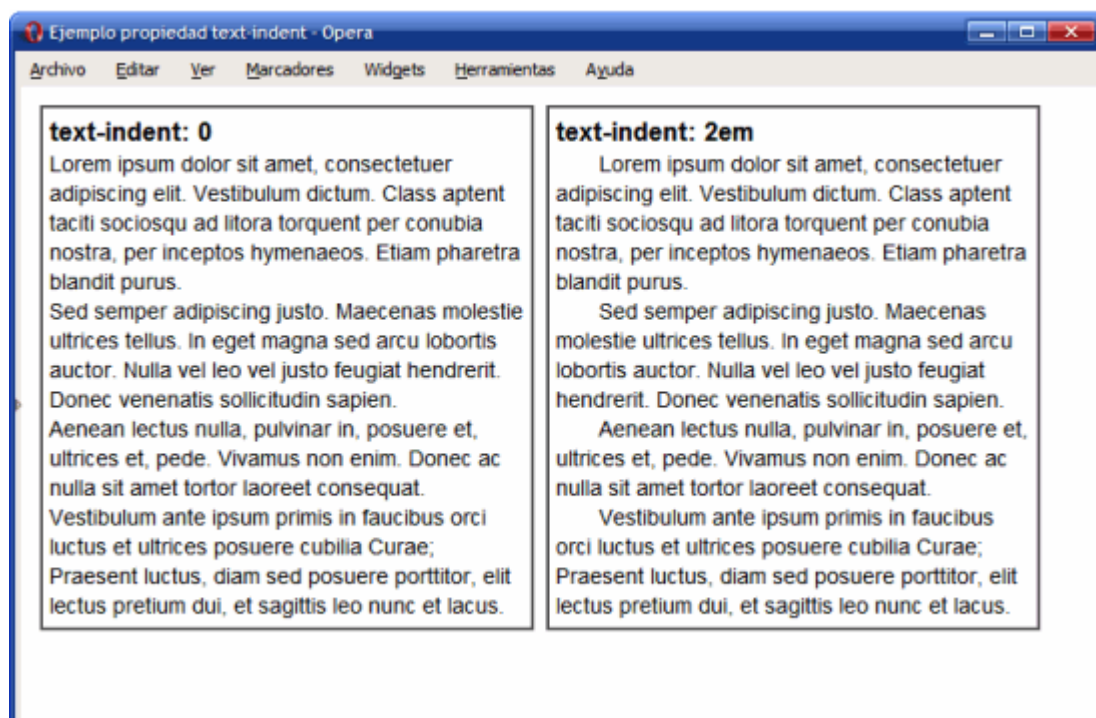 Ejemplo propiedad text-indent - Opera
Archivo Editar Ver Marcadores Widgets Herramientas Ayuda
text-indent: 0
Lorem ipsum dolor sit amet, consectetuer
adipiscing elit. Vestibulum dictum. Class aptent
taciti sociosqu ad litora torquent per conubia
nostra, per inceptos hymenaeos. Etiam pharetra
blandit purus.
Sed semper adipiscing justo. Maecenas molestie
ultrices tellus. In eget magna sed arcu lobortis
auctor. Nulla vel leo vel justo feugiat hendrerit.
Donec venenatis sollicitudin sapien.
Aenean lectus nulla, pulvinar in, posuere et,
ultrices et, pede. Vivamus non enim. Donec ac
nulla sit amet tortor laoreet consequat.
Vestibulum ante ipsum primis in faucibus orci
luctus et ultrices posuere cubilia Curae;
Praesent luctus, diam sed posuere porttitor, elit
lectus pretium dui, et sagittis leo nunc et lacus.
text-indent: 2em
Lorem ipsum dolor sit amet, consectetuer
adipiscing elit. Vestibulum dictum. Class aptent
taciti sociosqu ad litora torquent per conubia
nostra, per inceptos hymenaeos. Etiam pharetra
blandit purus.
Sed semper adipiscing justo. Maecenas
molestie ultrices tellus. In eget magna sed arcu
lobortis auctor. Nulla vel leo vel justo feugiat
hendrerit. Donec venenatis sollicitudin sapien.
Aenean lectus nulla, pulvinar in, posuere et,
ultrices et, pede. Vivamus non enim. Donec ac
nulla sit amet tortor laoreet consequat.
Vestibulum ante ipsum primis in faucibus
orci luctus et ultrices posuere cubilia Curae;
Praesent luctus, diam sed posuere porttitor, elit
lectus pretium dui, et sagittis leo nunc et lacus.